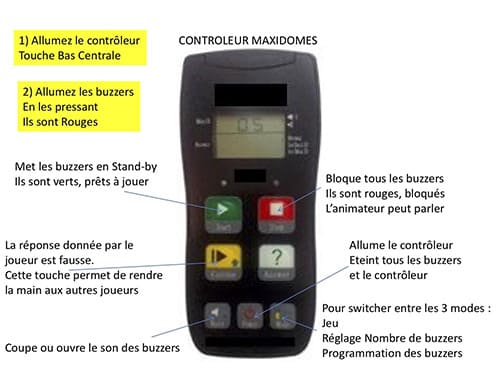 1) Allumez le contrôleur
Touche Bas Centrale
CONTROLEUR MAXIDOMES
2) Allumez les buzzers
En les pressant
Ils sont Rouges
0.5
Met les buzzers en Stand-by
Ils sont verts, prêts à jouer
Bloque tous les buzzers
Ils sont rouges, bloqués
L'animateur peut parler
Start
Stop
La réponse donnée par le
joueur est fausse.
Cette touche permet de rendre
la main aux autres joueurs
Allume le contrôleur
Eteint tous les buzzers
et le contrôleur
?
Pour switcher entre les 3 modes :
Jeu
Réglage Nombre de buzzers
Programmation des buzzers
Coupe ou ouvre le son des buzzers